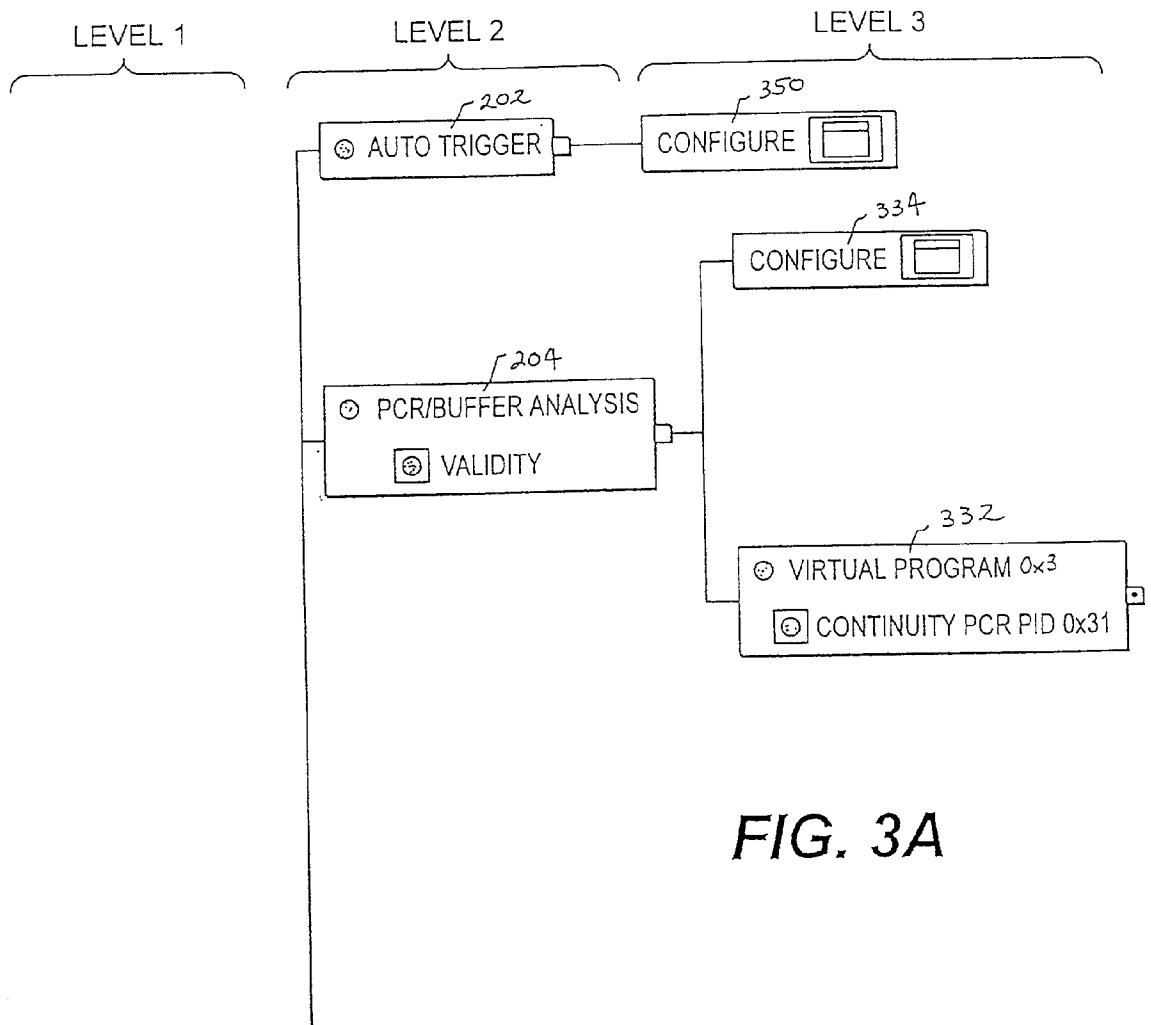 LEVEL 1
LEVEL 2
LEVEL 3
202
AUTO TRIGGER
350
CONFIGURE
334
CONFIGURE
204
PCR/BUFFER ANALYSIS
VALIDITY
332
VIRTUAL PROGRAM 0x3
CONTINUITY PCR PID 0x31
FIG. 3A